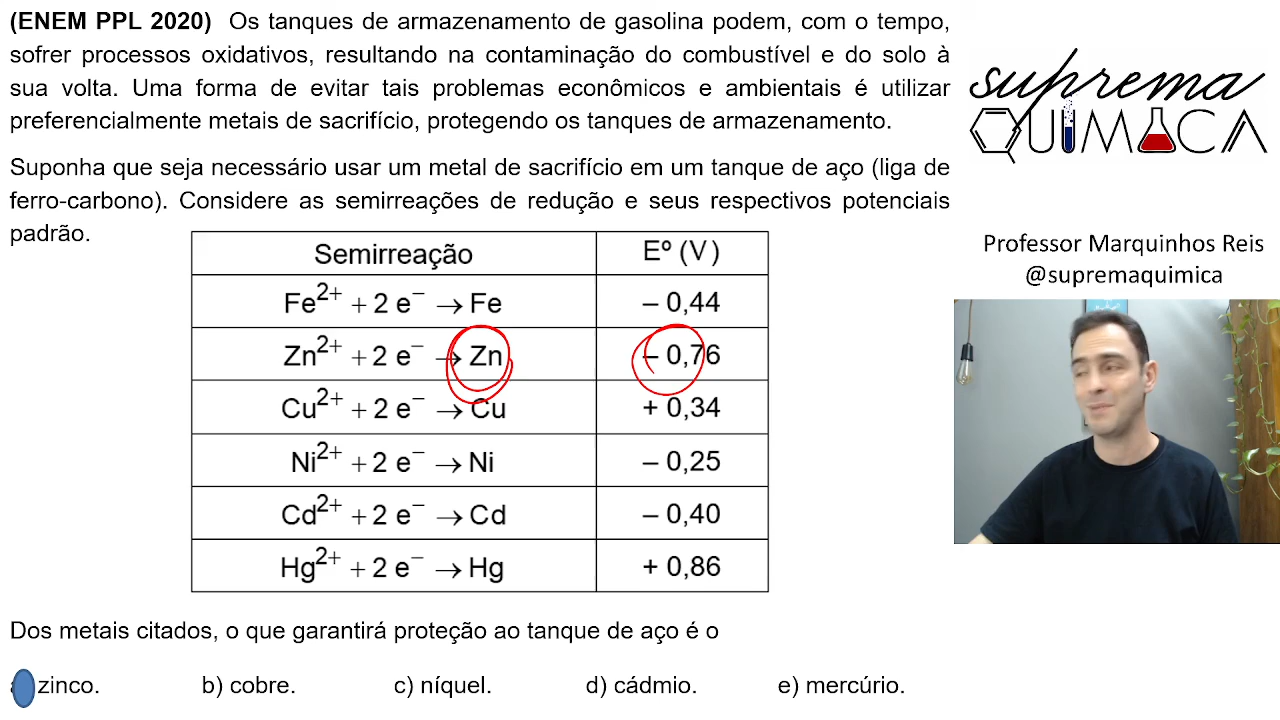 (ENEM PPL 2020) Os tanques de armazenamento de gasolina podem, com o tempo,
sofrer processos oxidativos, resultando na contaminação do combustível e do solo à
sua volta. Uma forma de evitar tais problemas econômicos e ambientais é utilizar
preferencialmente metais de sacrifício, protegendo os tanques de armazenamento.
Suponha que seja necessário usar um metal de sacrifício em um tanque de aço (liga de
ferro-carbono). Considere as semirreações de redução e seus respectivos potenciais
padrão.
Semirreação Eº (V)
Fe²⁺ + 2 e⁻ → Fe – 0,44
Zn²⁺ + 2 e⁻ → Zn – 0,76
Cu²⁺ + 2 e⁻ → Cu + 0,34
Ni²⁺ + 2 e⁻ → Ni – 0,25
Cd²⁺ + 2 e⁻ → Cd – 0,40
Hg²⁺ + 2 e⁻ → Hg + 0,86
Dos metais citados, o que garantirá proteção ao tanque de aço é o
zinco. b) cobre. c) níquel. d) cádmio. e) mercúrio.
suprema
QUIMICA
Professor Marquinhos Reis
@supremaquimica